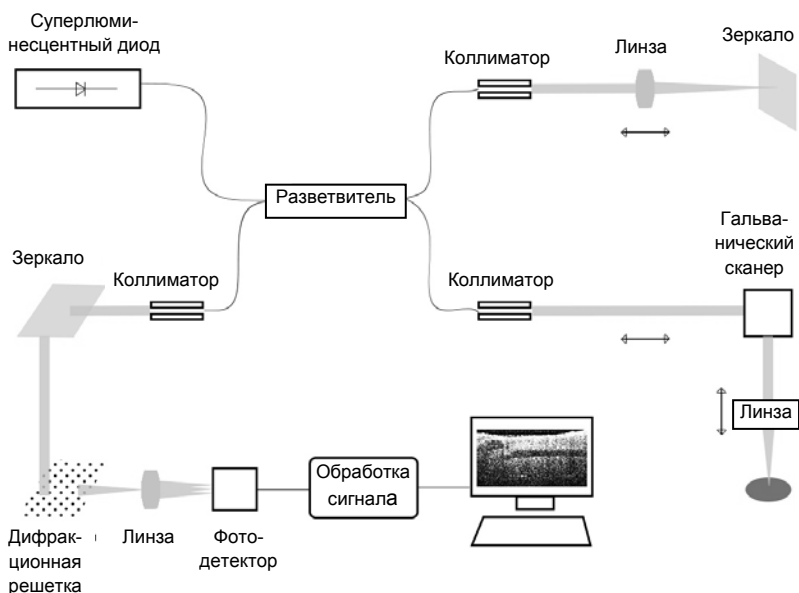 Суперлюми-
несцентный диод
Коллиматор
Линза
Зеркало
Разветвитель
Зеркало
Коллиматор
Коллиматор
Гальва-
нический
сканер
Линза
Обработка
сигнала
Дифрак-
ционная
решетка
Линза
Фото-
детектор